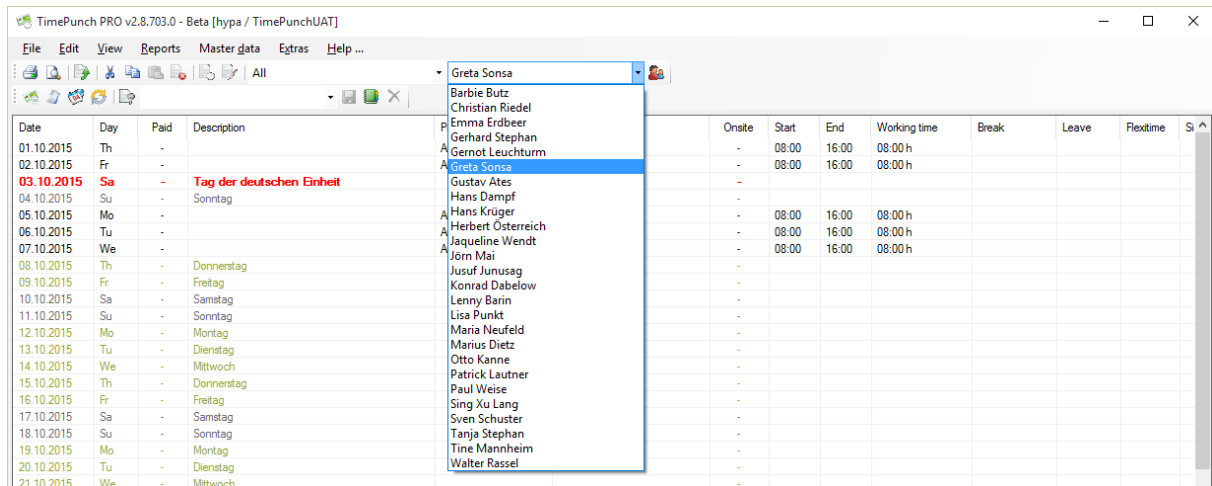 TimePunch PRO v2.8.703.0 - Beta [hypa / TimePunchUAT]
File Edit View Reports Master data Extras Help ...
All Greta Sonsa
Barbie Butz
Christian Riedel
Emma Erdbeer
Gerhard Stephan
Gernot Leuchturm
Greta Sonsa
Gustav Ates
Hans Dampf
Hans Krüger
Herbert Österreich
Jaqueline Wendt
Jörn Mai
Jusuf Junusag
Konrad Dabelow
Lenny Barin
Lisa Punkt
Maria Neufeld
Marius Dietz
Otto Kanne
Patrick Lautner
Paul Weise
Sing Xu Lang
Sven Schuster
Tanja Stephan
Tine Mannheim
Walter Rassel
Date Day Paid Description P Onsite Start End Working time Break Leave Flexitime Si
01.10.2015 Th - A - 08:00 16:00 08:00 h
02.10.2015 Fr - A - 08:00 16:00 08:00 h
03.10.2015 Sa - Tag der deutschen Einheit -
04.10.2015 Su - Sonntag -
05.10.2015 Mo - A - 08:00 16:00 08:00 h
06.10.2015 Tu - A - 08:00 16:00 08:00 h
07.10.2015 We - A - 08:00 16:00 08:00 h
08.10.2015 Th - Donnerstag -
09.10.2015 Fr - Freitag -
10.10.2015 Sa - Samstag -
11.10.2015 Su - Sonntag -
12.10.2015 Mo - Montag -
13.10.2015 Tu - Dienstag -
14.10.2015 We - Mittwoch -
15.10.2015 Th - Donnerstag -
16.10.2015 Fr - Freitag -
17.10.2015 Sa - Samstag -
18.10.2015 Su - Sonntag -
19.10.2015 Mo - Montag -
20.10.2015 Tu - Dienstag -
21.10.2015 We - Mittwoch